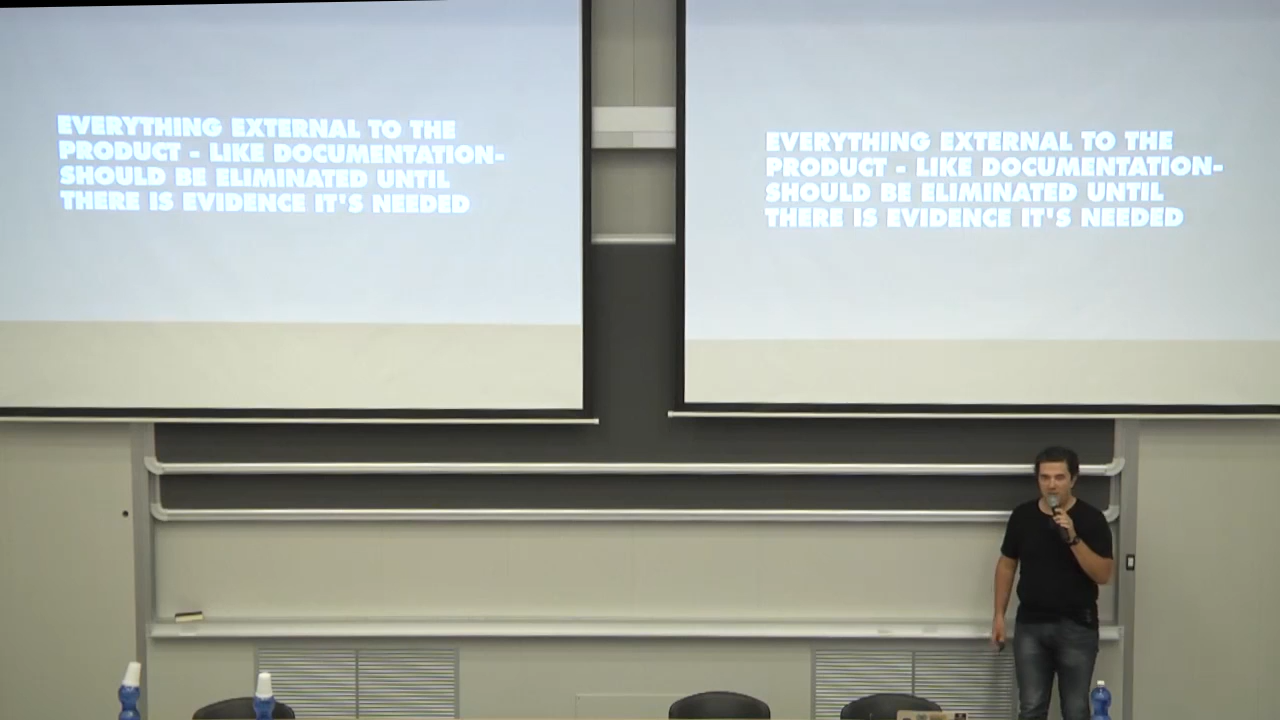 EVERYTHING EXTERNAL TO THE
PRODUCT - LIKE DOCUMENTATION-
SHOULD BE ELIMINATED UNTIL
THERE IS EVIDENCE IT'S NEEDED
EVERYTHING EXTERNAL TO THE
PRODUCT - LIKE DOCUMENTATION-
SHOULD BE ELIMINATED UNTIL
THERE IS EVIDENCE IT'S NEEDED